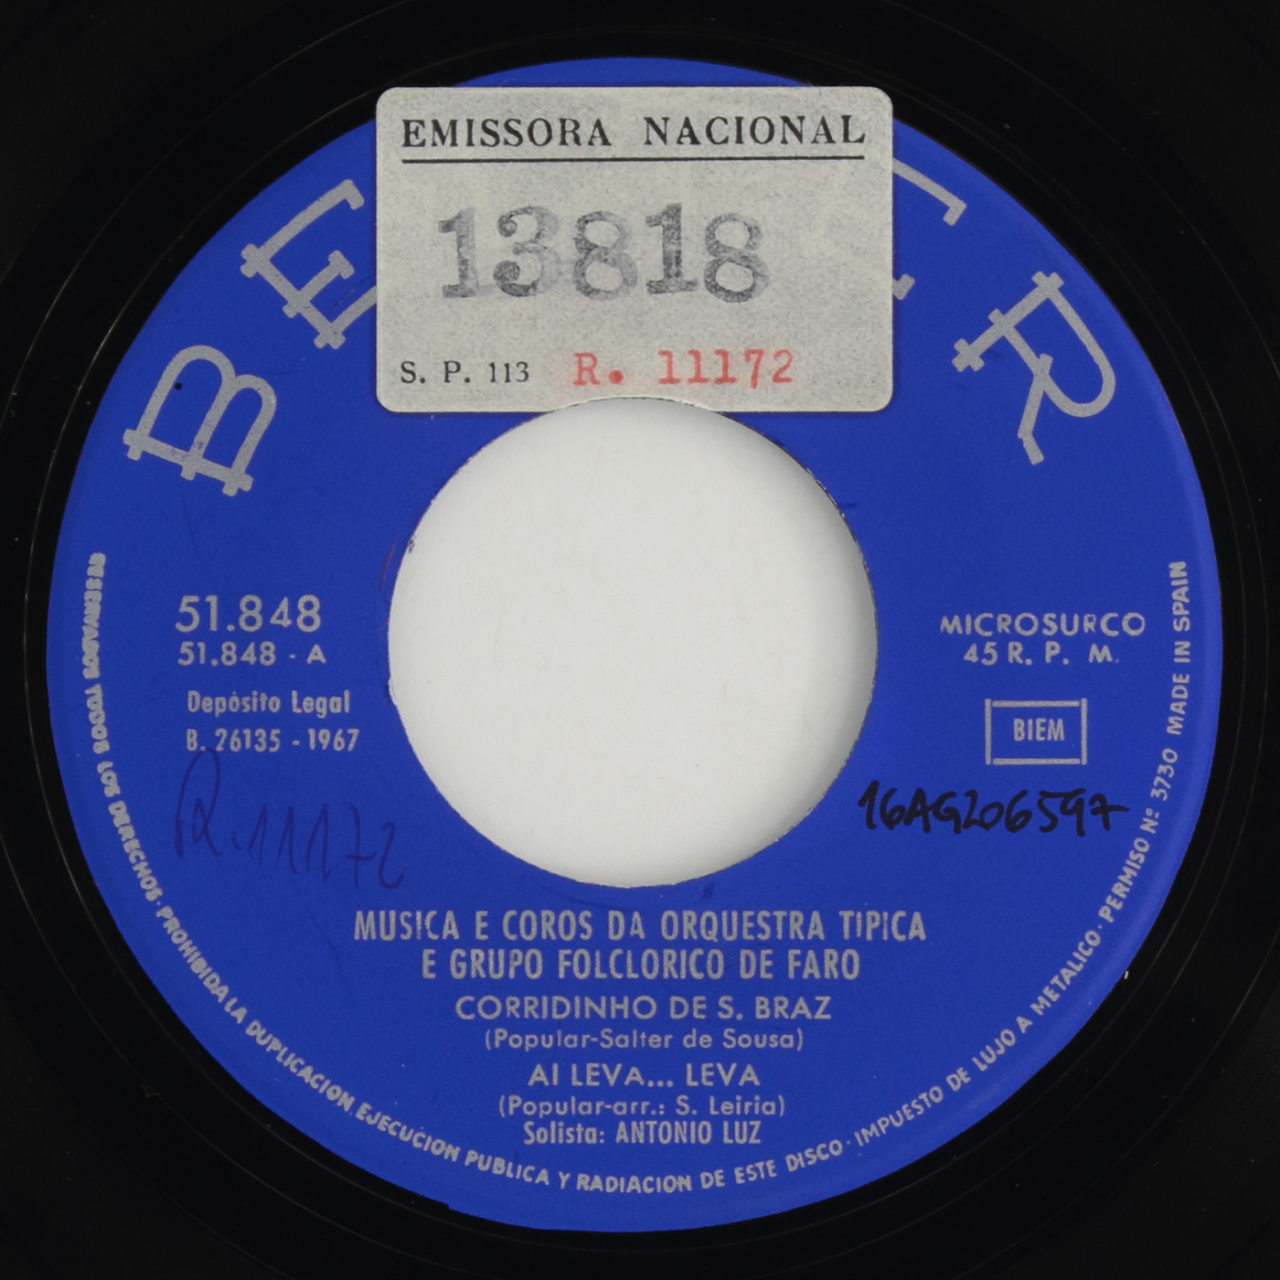 EMISSORA NACIONAL
13818
S. P. 113 R. 11172
BE ER
51.848
51.848 - A
Depósito Legal
B. 26135 - 1967
R.11172
MICROSURCO
45 R. P. M.
BIEM
16AG206597
MUSICA E COROS DA ORQUESTRA TIPICA
E GRUPO FOLCLORICO DE FARO
CORRIDINHO DE S. BRAZ
(Popular-Salter de Sousa)
AI LEVA... LEVA
(Popular-arr.: S. Leiria)
Solista: ANTONIO LUZ
RESERVADOS TODOS LOS DERECHOS·PROHIBIDA LA DUPLICACION, EJECUCION PUBLICA Y RADIACION DE ESTE DISCO·IMPUESTO DE LUJO A METALICO·PERMISO Nº 3730 MADE IN SPAIN